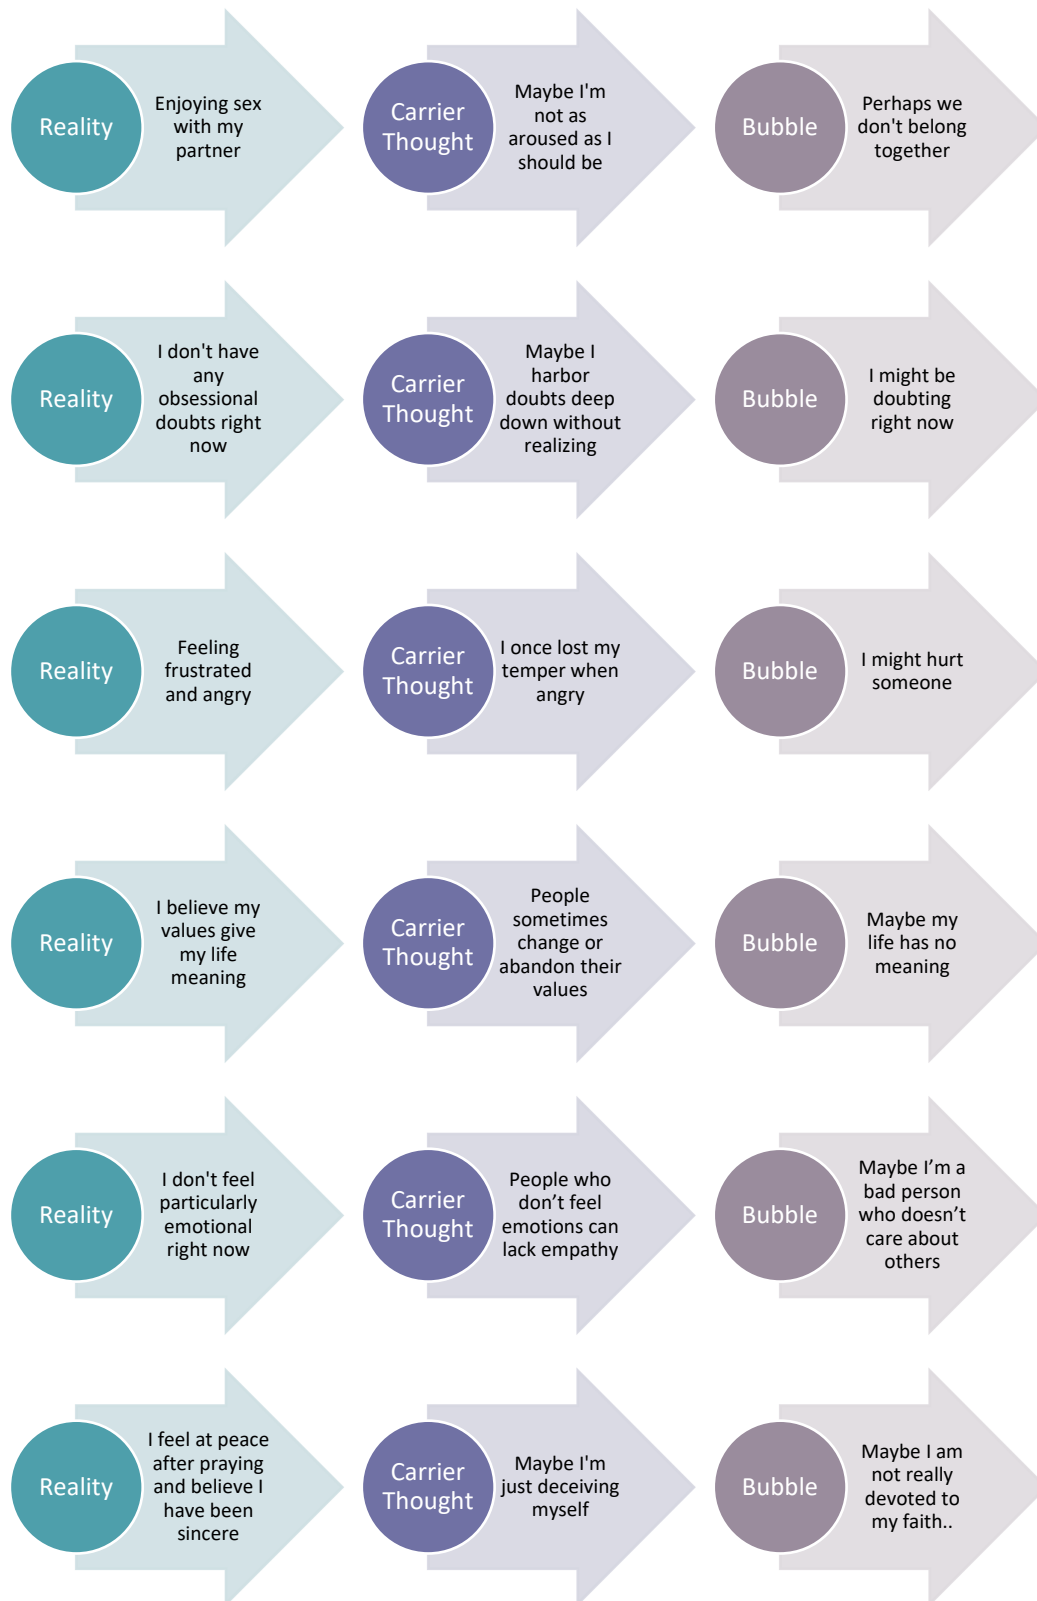 Reality
Enjoying sex
with my
partner
Carrier
Thought
Maybe I'm
not as
aroused as I
should be
Bubble
Perhaps we
don't belong
together
Reality
I don't have
any
obsessional
doubts right
now
Carrier
Thought
Maybe I
harbor
doubts deep
down without
realizing
Bubble
I might be
doubting
right now
Reality
Feeling
frustrated
and angry
Carrier
Thought
I once lost my
temper when
angry
Bubble
I might hurt
someone
Reality
I believe my
values give
my life
meaning
Carrier
Thought
People
sometimes
change or
abandon their
values
Bubble
Maybe my
life has no
meaning
Reality
I don't feel
particularly
emotional
right now
Carrier
Thought
People who
don’t feel
emotions can
lack empathy
Bubble
Maybe I’m a
bad person
who doesn’t
care about
others
Reality
I feel at peace
after praying
and believe I
have been
sincere
Carrier
Thought
Maybe I'm
just deceiving
myself
Bubble
Maybe I am
not really
devoted to
my faith..